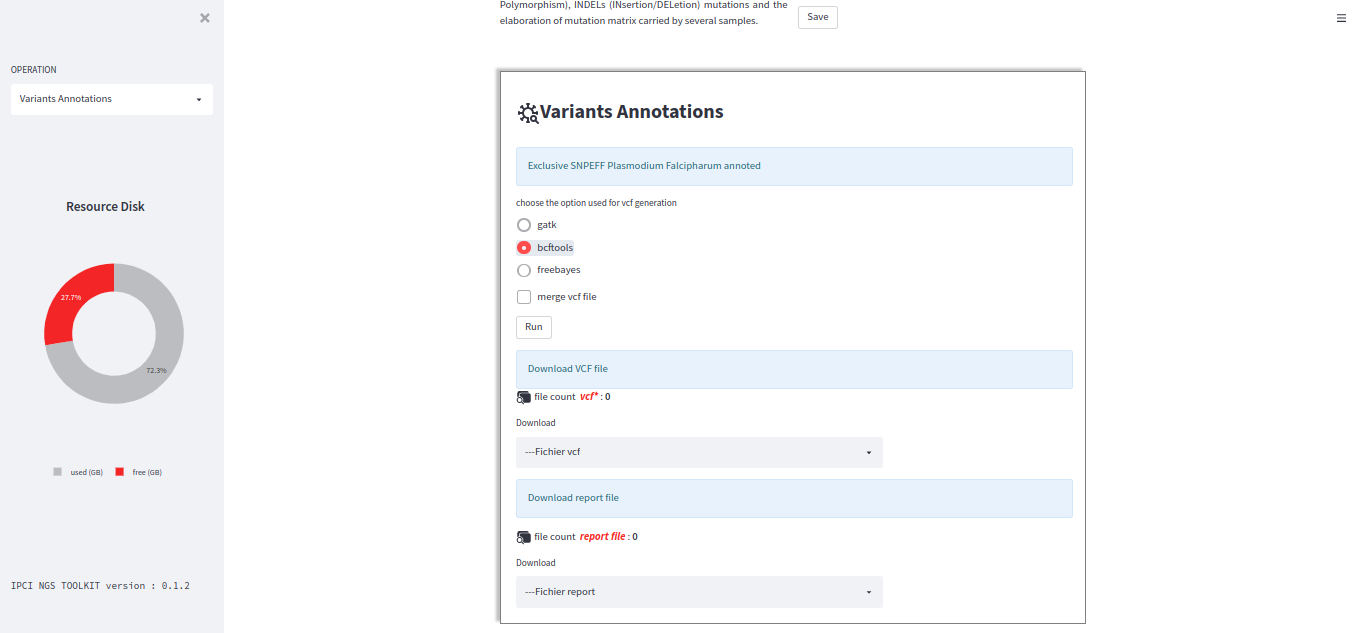 Polymorphism), INDELs (INsertion/DELetion) mutations and the
elaboration of mutation matrix carried by several samples.
Save
OPERATION
Variants Annotations
Resource Disk
27.7%
72.3%
used (GB)
free (GB)
IPCI NGS TOOLKIT version : 0.1.2
Variants Annotations
Exclusive SNPEFF Plasmodium Falcipharum annoted
choose the option used for vcf generation
gatk
bcftools
freebayes
merge vcf file
Run
Download VCF file
file count vcf* : 0
Download
---Fichier vcf
Download report file
file count report file : 0
Download
---Fichier report